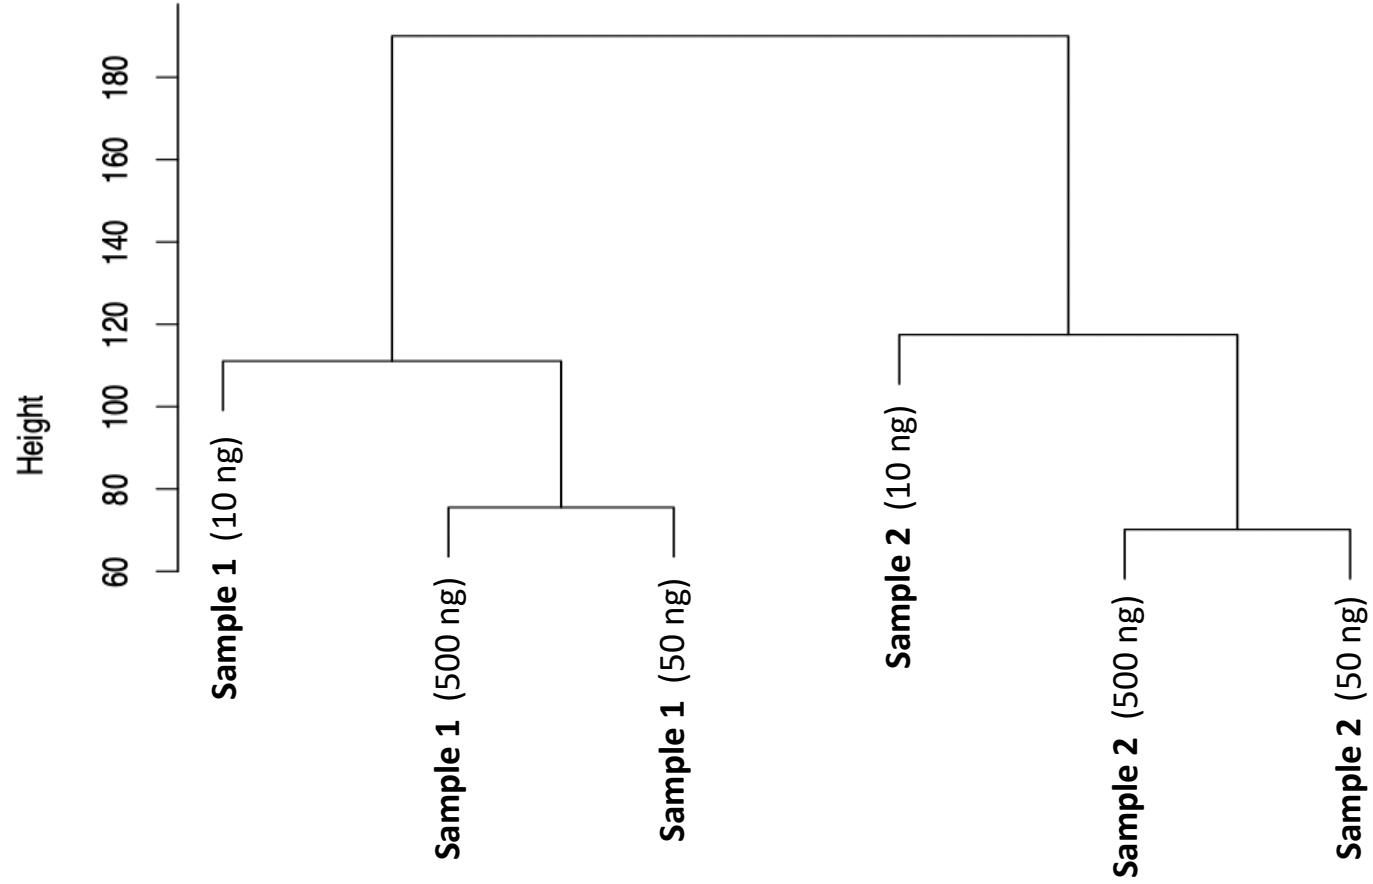 Height
180
160
140
120
100
80
60
Sample 1 (10 ng)
Sample 1 (500 ng)
Sample 1 (50 ng)
Sample 2 (10 ng)
Sample 2 (500 ng)
Sample 2 (50 ng)